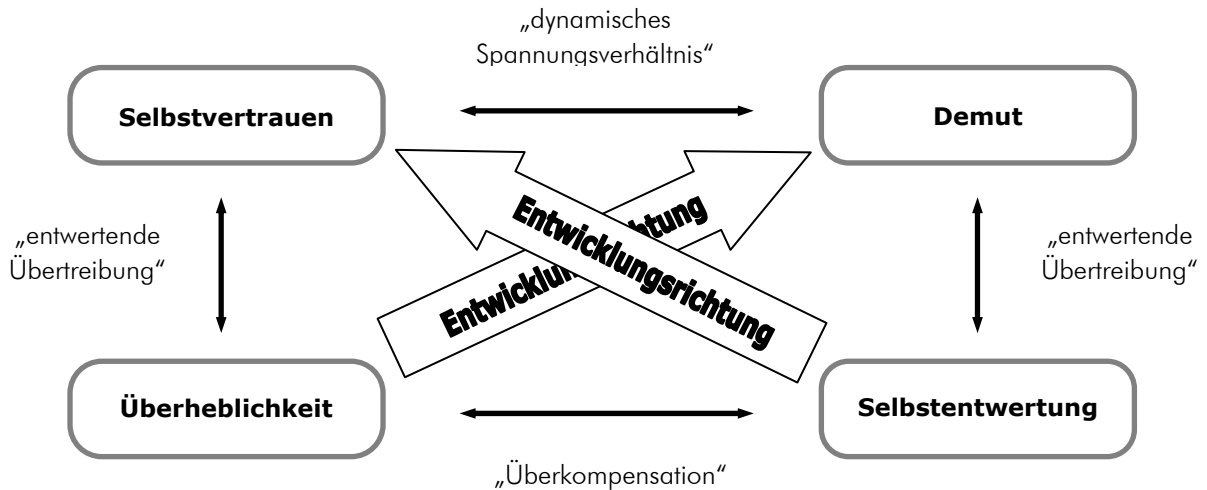 „dynamisches
Spannungsverhältnis“
Selbstvertrauen
Demut
„entwertende
Übertreibung“
Entwicklungsrichtung
„entwertende
Übertreibung“
Überheblichkeit
Selbstentwertung
„Überkompensation“